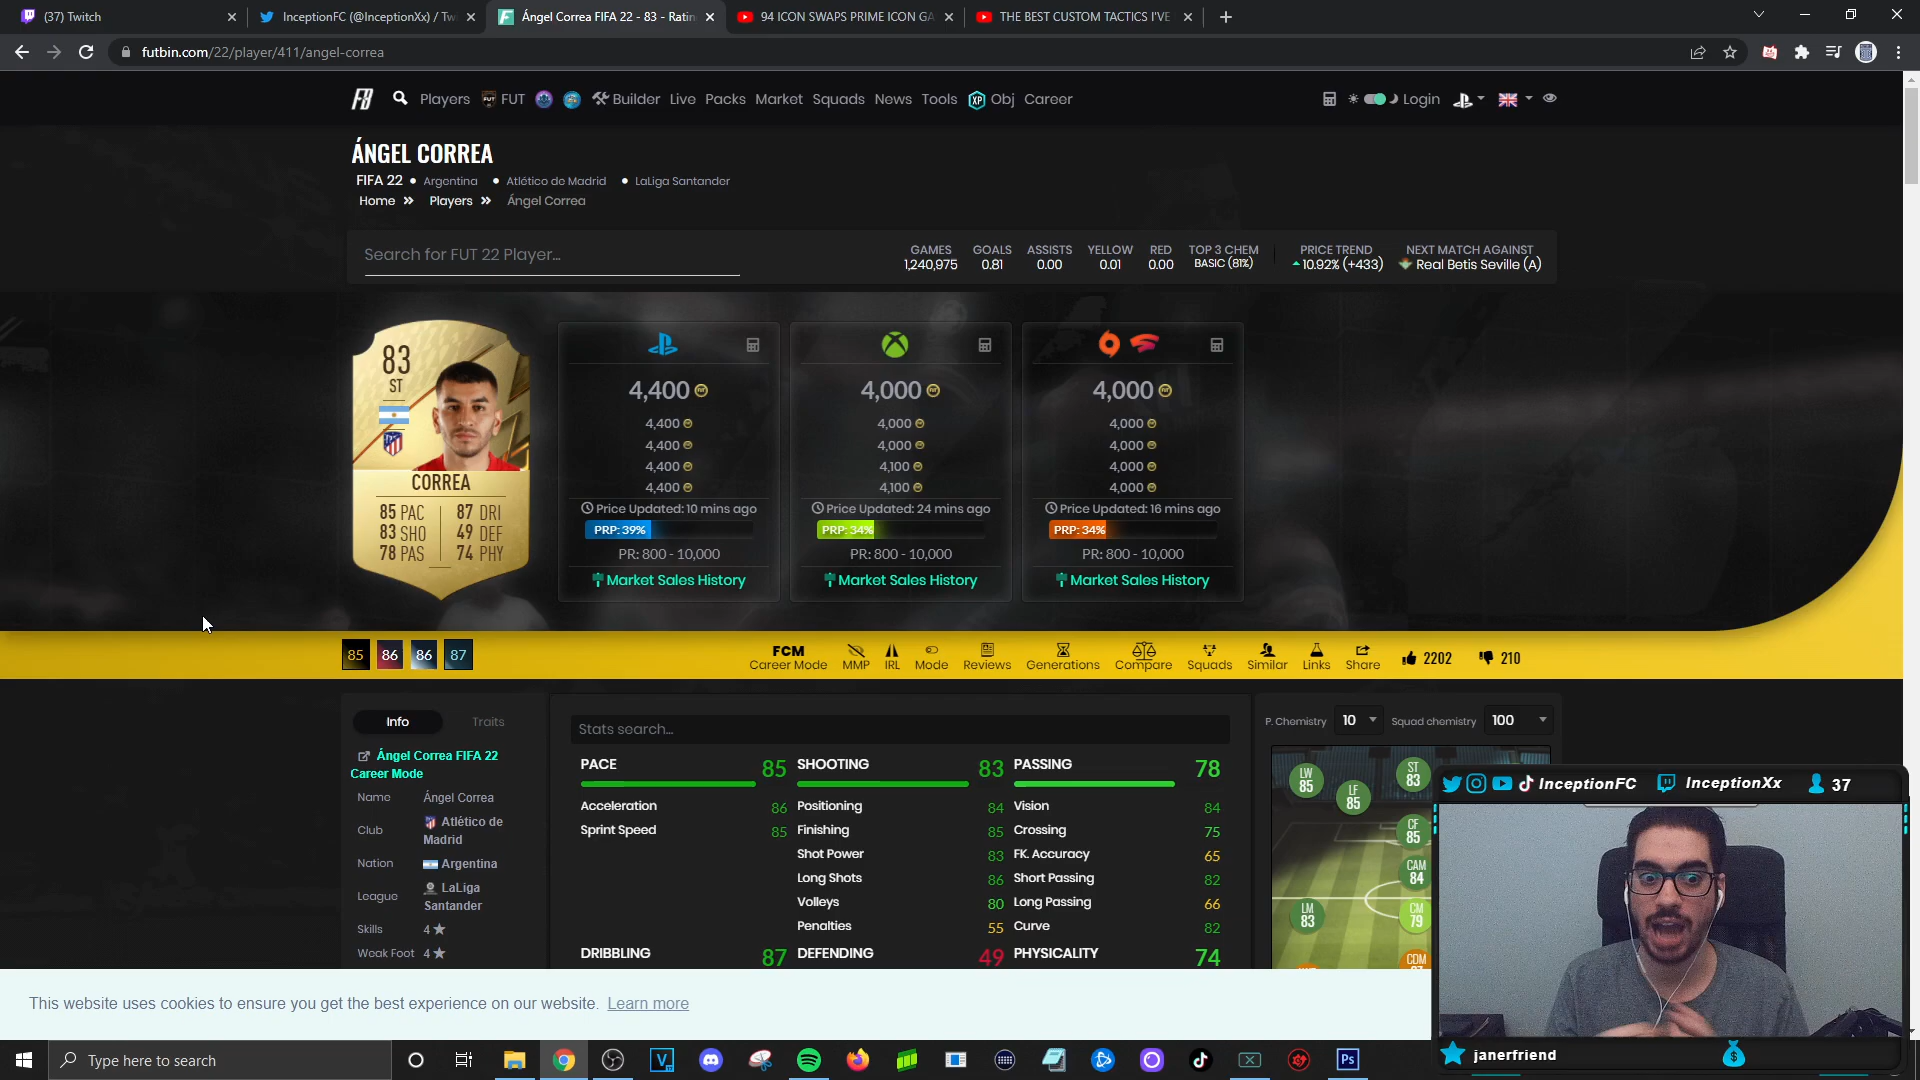 (37) Twitch
InceptionFC (@InceptionXx) / Tw
Ángel Correa FIFA 22 - 83 - Ratin
94 ICON SWAPS PRIME ICON GA
THE BEST CUSTOM TACTICS I'VE
futbin.com/22/player/411/angel-correa
Players FUT Builder Live Packs Market Squads News Tools XP Obj Career Login
ÁNGEL CORREA
FIFA 22 • Argentina • Atlético de Madrid • LaLiga Santander
Home » Players » Ángel Correa
Search for FUT 22 Player...
GAMES GOALS ASSISTS YELLOW RED TOP 3 CHEM PRICE TREND NEXT MATCH AGAINST
1,240,975 0.81 0.00 0.01 0.00 BASIC (81%) 10.92% (+433) Real Betis Seville (A)
83
ST
CORREA
85 PAC 87 DRI
83 SHO 49 DEF
78 PAS 74 PHY
4,400
4,400
4,400
4,400
4,400
Price Updated: 10 mins ago
PRP: 39%
PR: 800 - 10,000
Market Sales History
4,000
4,000
4,000
4,100
4,100
Price Updated: 24 mins ago
PRP: 34%
PR: 800 - 10,000
Market Sales History
4,000
4,000
4,000
4,000
4,000
Price Updated: 16 mins ago
PRP: 34%
PR: 800 - 10,000
Market Sales History
85 86 86 87
FCM
Career Mode MMP IRL Mode Reviews Generations Compare Squads Similar Links Share 2202 210
Info Traits
Ángel Correa FIFA 22
Career Mode
Name Ángel Correa
Club Atlético de
Madrid
Nation Argentina
League LaLiga
Santander
Skills 4★
Weak Foot 4★
Stats search...
PACE 85
Acceleration 86
Sprint Speed 85
SHOOTING 83
Positioning 84
Finishing 85
Shot Power 83
Long Shots 86
Volleys 80
Penalties 55
PASSING 78
Vision 84
Crossing 75
FK. Accuracy 65
Short Passing 82
Long Passing 66
Curve 82
DRIBBLING 87
DEFENDING 49
PHYSICALITY 74
P. Chemistry 10 Squad chemistry 100
LW
85
LF
85
ST
83
CF
85
CAM
84
LM
83
CM
79
CDM
InceptionFC InceptionXx 37
janerfriend
This website uses cookies to ensure you get the best experience on our website. Learn more
Type here to search
Ps